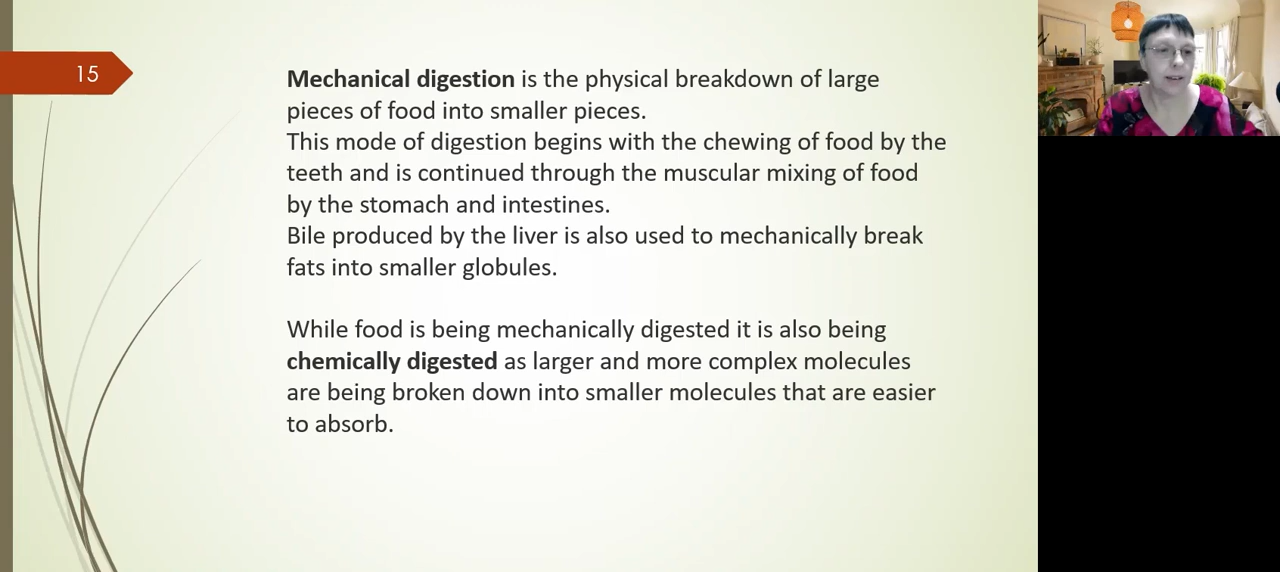 15
Mechanical digestion is the physical breakdown of large
pieces of food into smaller pieces.
This mode of digestion begins with the chewing of food by the
teeth and is continued through the muscular mixing of food
by the stomach and intestines.
Bile produced by the liver is also used to mechanically break
fats into smaller globules.
While food is being mechanically digested it is also being
chemically digested as larger and more complex molecules
are being broken down into smaller molecules that are easier
to absorb.